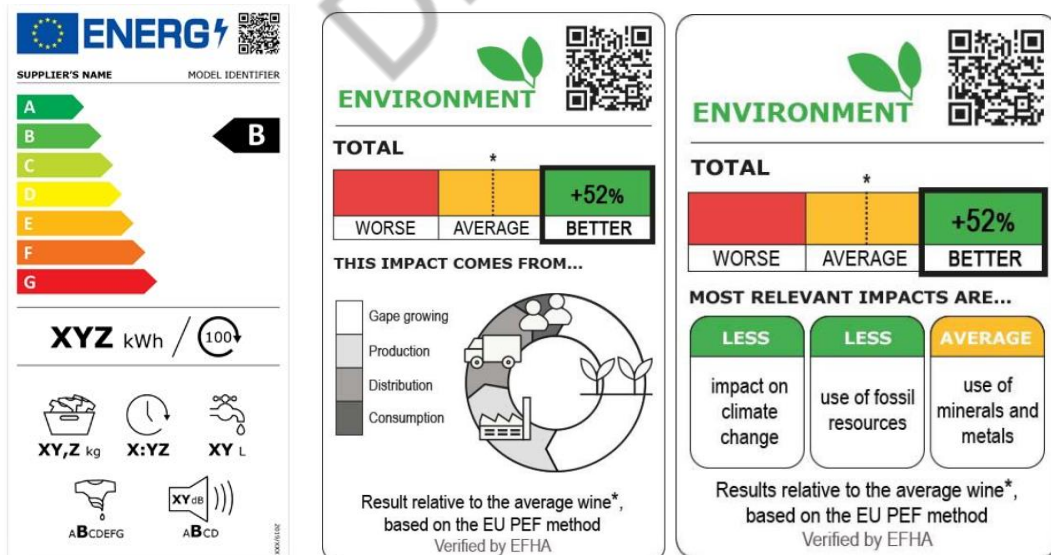 ENERG
SUPPLIER'S NAME MODEL IDENTIFIER
A
B
B
C
D
E
F
G
XYZ kWh / 100
XY,Z kg X:YZ XY L
XYdB
ABCDEFG ABCD
ENVIRONMENT
TOTAL
*
+52%
WORSE AVERAGE BETTER
THIS IMPACT COMES FROM...
Gape growing
Production
Distribution
Consumption
Result relative to the average wine*,
based on the EU PEF method
Verified by EFHA
ENVIRONMENT
TOTAL
*
+52%
WORSE AVERAGE BETTER
MOST RELEVANT IMPACTS ARE...
LESS LESS AVERAGE
impact on
climate
change
use of fossil
resources
use of
minerals and
metals
Results relative to the average wine*,
based on the EU PEF method
Verified by EFHA